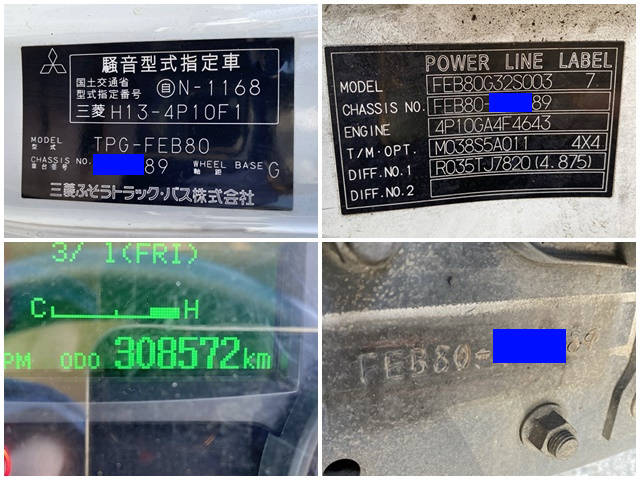 騒音型式指定車
国土交通省
型式指定番号 自N-1168
三菱 H13-4P10F1
MODEL
型式 TPG-FEB80
CHASSIS NO. 89 WHEEL BASE G
車台番号 軸距
三菱ふそうトラック・バス株式会社
POWER LINE LABEL
MODEL FEB80G32S003 7
CHASSIS NO. FEB80- 89
ENGINE 4P10GA4F4643
T/M・OPT. M038S5A011 4X4
DIFF.NO.1 R035TJ7820(4.875)
DIFF.NO.2
3/ 1(FRI)
C H
PM ODO 308572km
FEB80- 89